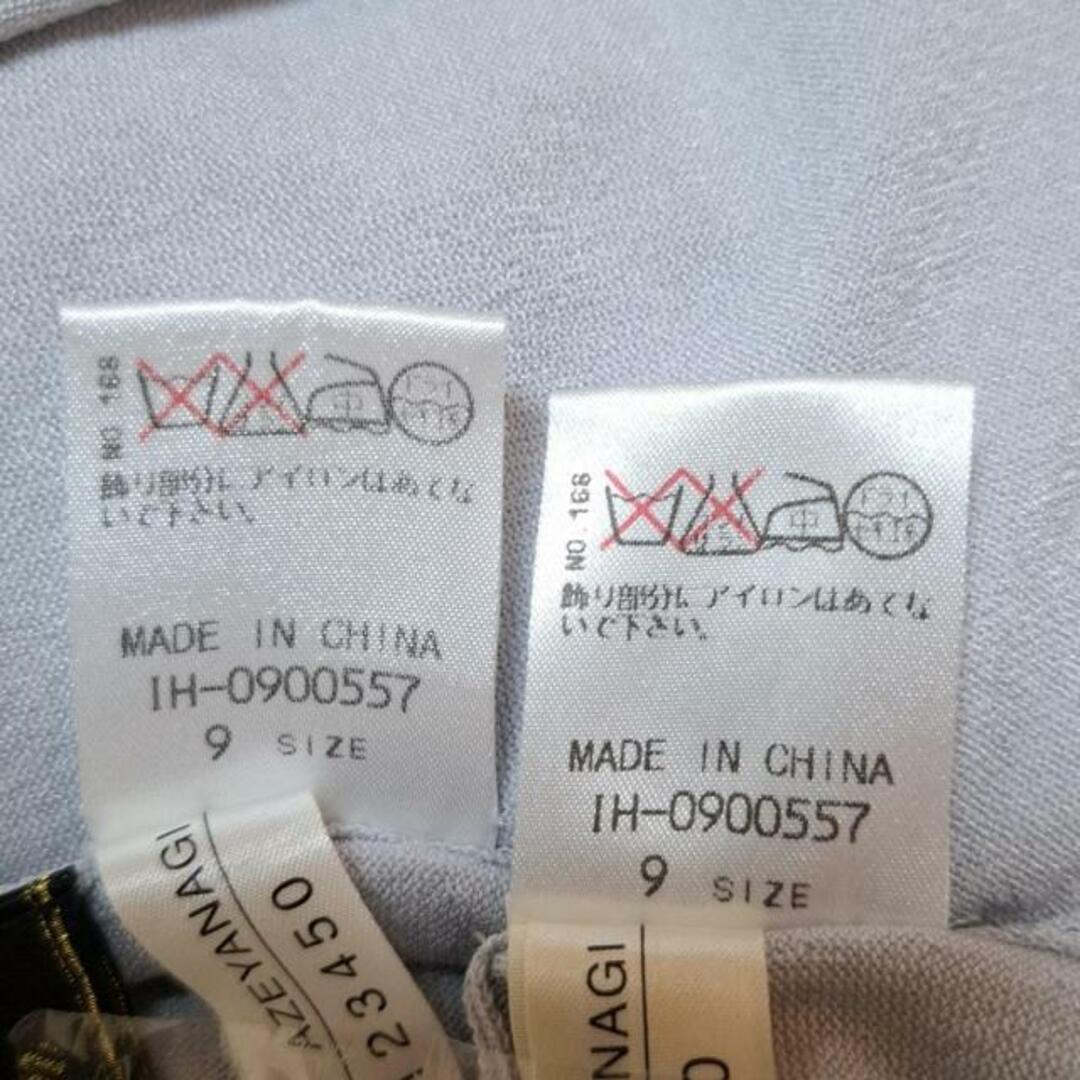 NO. 168
中
ドライ
セキユ系
飾り部分に アイロンはあてな
いで下さい。
MADE IN CHINA
IH-0900557
9 SIZE
AZEYANAGI
23450
NO. 168
中
ドライ
セキユ系
飾り部分に アイロンはあてな
いで下さい。
MADE IN CHINA
IH-0900557
9 SIZE
NAGI
0